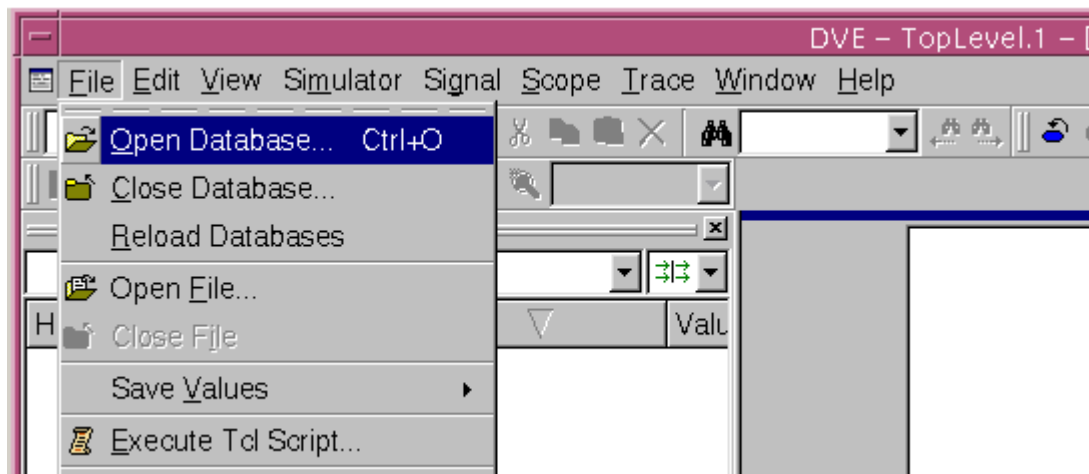 DVE – TopLevel.1 –
File Edit View Simulator Signal Scope Trace Window Help
Open Database... Ctrl+O
Close Database...
Reload Databases
Open File...
H Valu
Close File
Save Values
Execute Tcl Script...